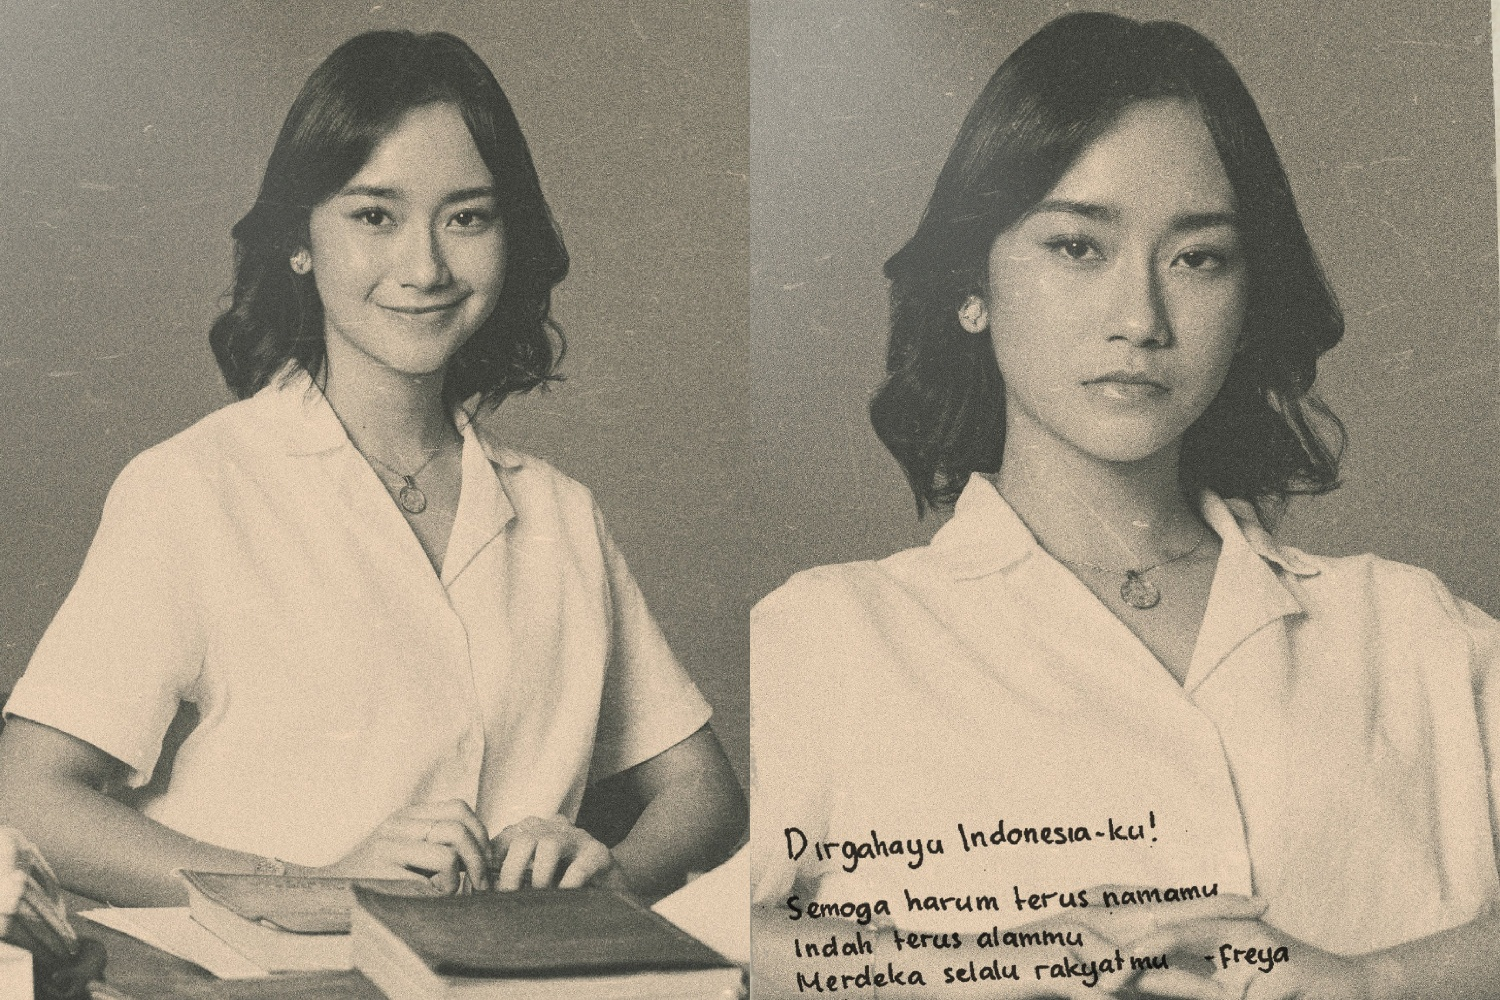 Dirgahayu Indonesia-ku!
Semoga harum terus namamu
Indah terus alammu
Merdeka selalu rakyatmu -Freya